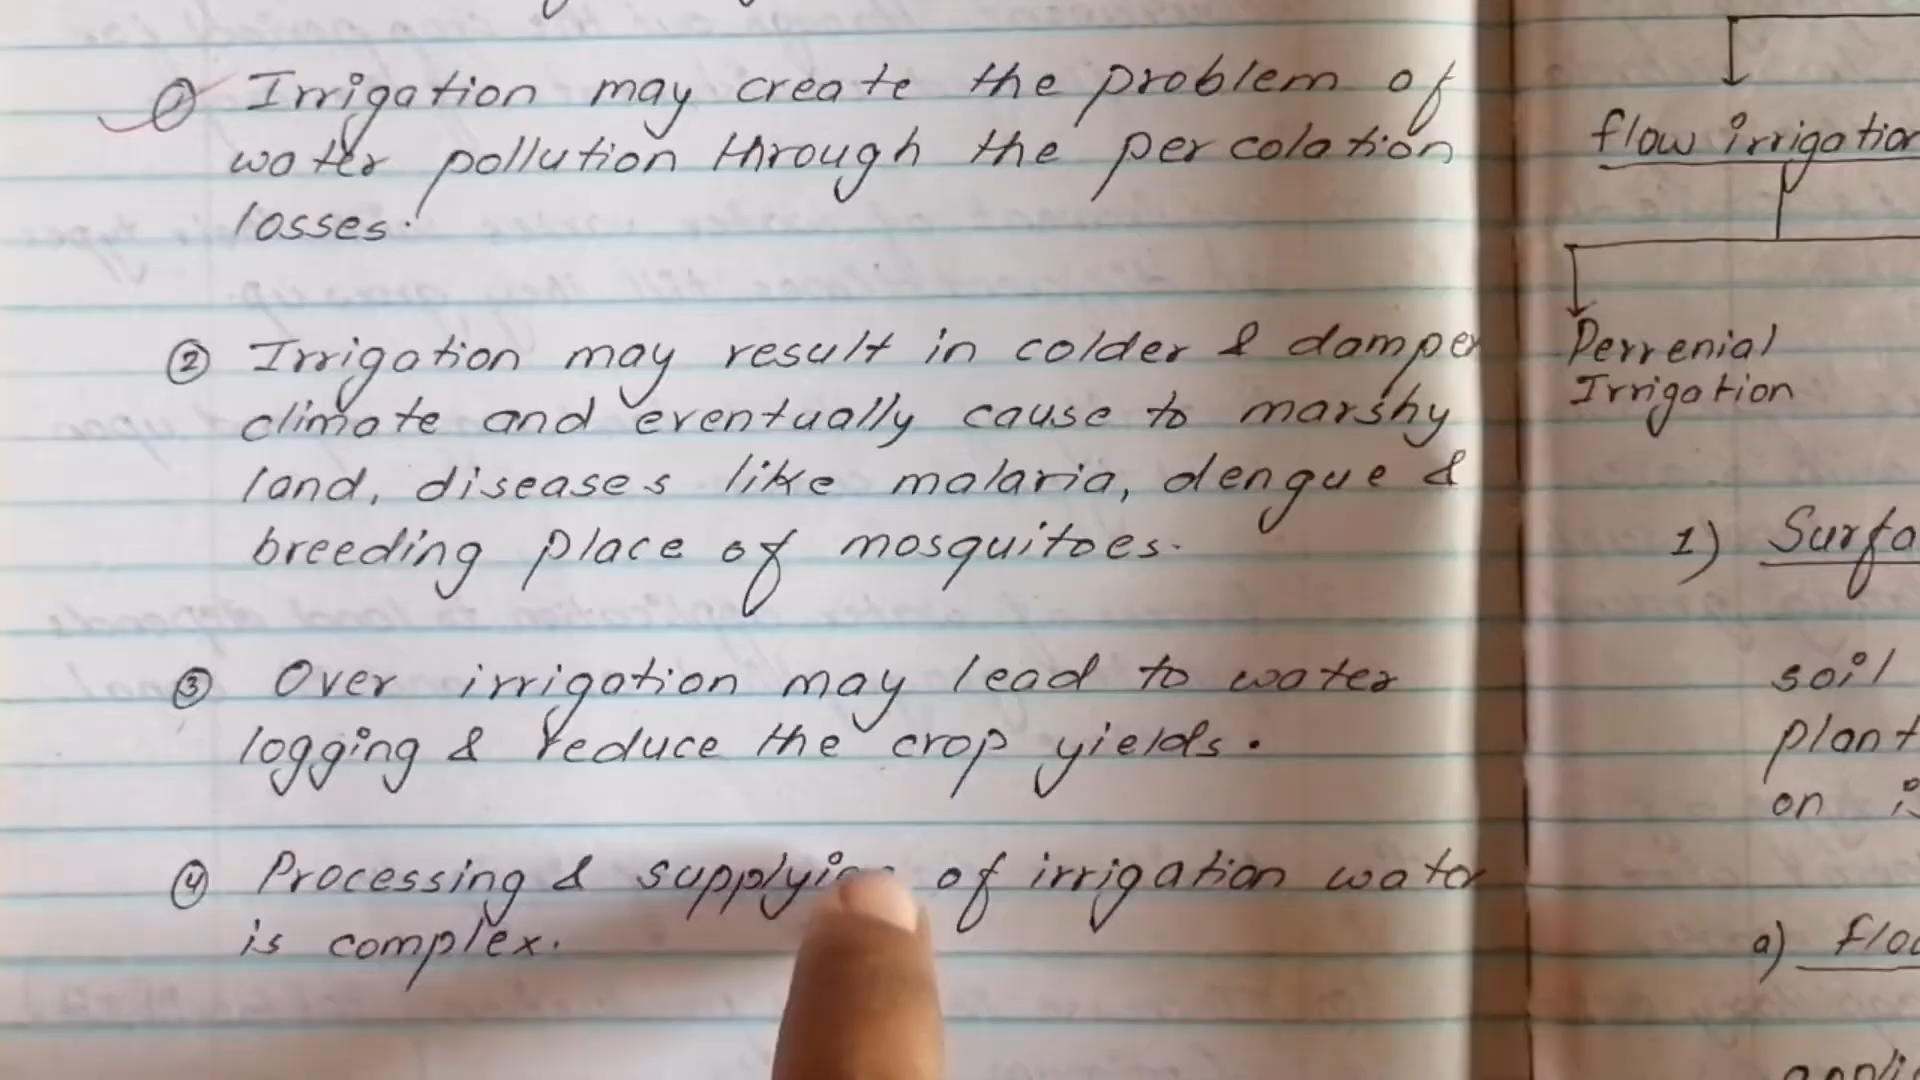 ① Irrigation may create the problem of
water pollution through the percolation
losses.
② Irrigation may result in colder & damper
climate and eventually cause to marshy
land, diseases like malaria, dengue &
breeding place of mosquitoes.
③ Over irrigation may lead to water
logging & reduce the crop yields.
④ Processing & supplying of irrigation water
is complex.
flow irrigation
Perrenial
Irrigation
1) Surfa
soil
plant
on is
a) flo
appli